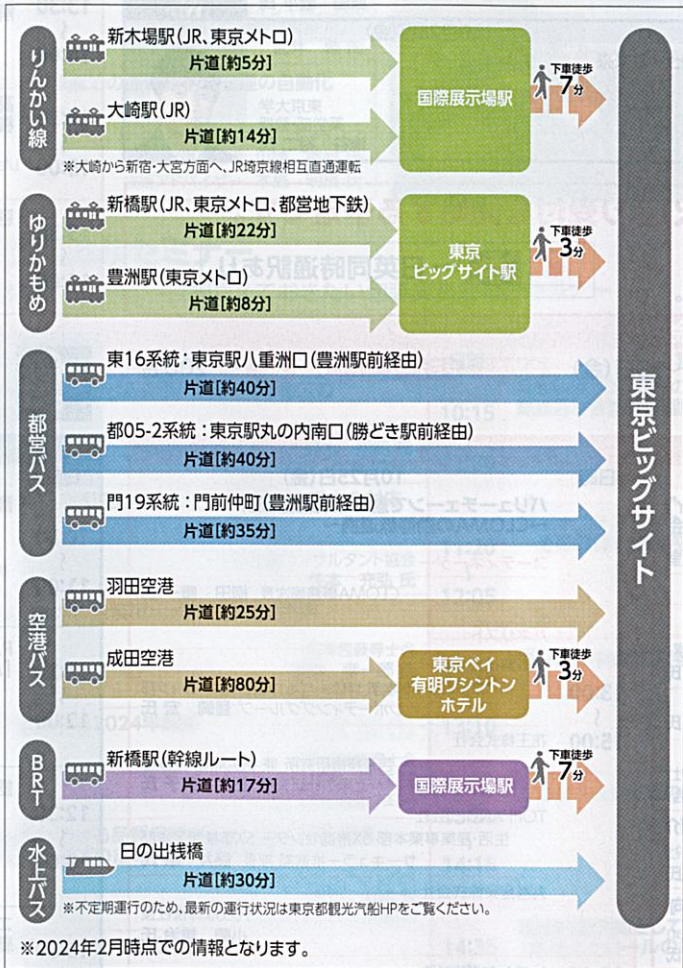 りんかい線
新木場駅(JR、東京メトロ)
片道[約5分]
大崎駅(JR)
片道[約14分]
国際展示場駅
下車徒歩
7分
※大崎から新宿・大宮方面へ、JR埼京線相互直通運転
ゆりかもめ
新橋駅(JR、東京メトロ、都営地下鉄)
片道[約22分]
豊洲駅(東京メトロ)
片道[約8分]
東京
ビッグサイト駅
下車徒歩
3分
都営バス
東16系統：東京駅八重洲口(豊洲駅前経由)
片道[約40分]
都05-2系統：東京駅丸の内南口(勝どき駅前経由)
片道[約40分]
門19系統：門前仲町(豊洲駅前経由)
片道[約35分]
空港バス
羽田空港
片道[約25分]
成田空港
片道[約80分]
東京ベイ
有明ワシントン
ホテル
下車徒歩
3分
BRT
新橋駅(幹線ルート)
片道[約17分]
国際展示場駅
下車徒歩
7分
水上バス
日の出桟橋
片道[約30分]
※不定期運行のため、最新の運行状況は東京都観光汽船HPをご覧ください。
東京ビッグサイト
※2024年2月時点での情報となります。